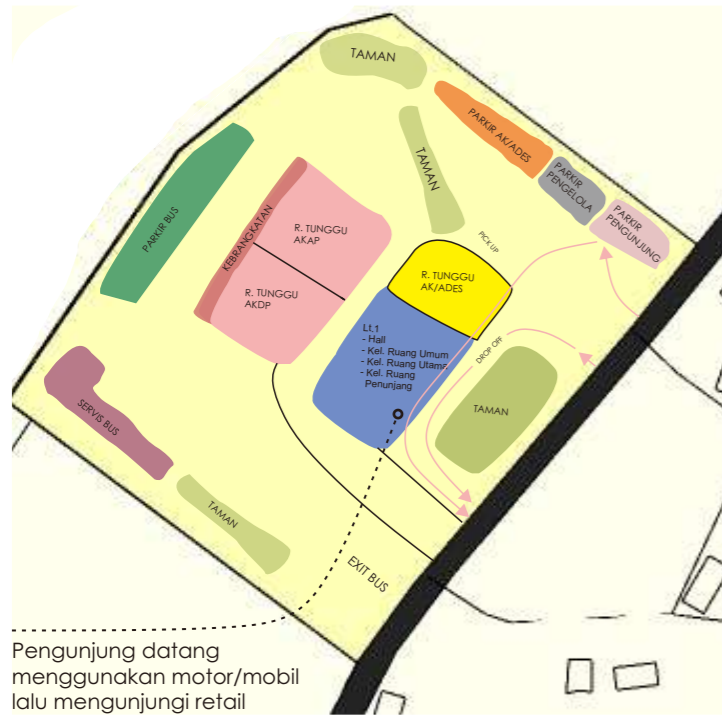 TAMAN
PARKIR AK/ADES
TAMAN
PARKIR
PENGELOLA
PARKIR
PENGUNJUNG
PARKIR BUS
KEBRANGKATAN
R. TUNGGU
AKAP
PICK UP
R. TUNGGU
AK/ADES
R. TUNGGU
AKDP
Lt.1
- Hall
- Kel. Ruang Umum
- Kel. Ruang Utama
- Kel. Ruang
Penunjang
DROP OFF
TAMAN
SERVIS BUS
TAMAN
EXIT BUS
Pengunjung datang
menggunakan motor/mobil
lalu mengunjungi retail